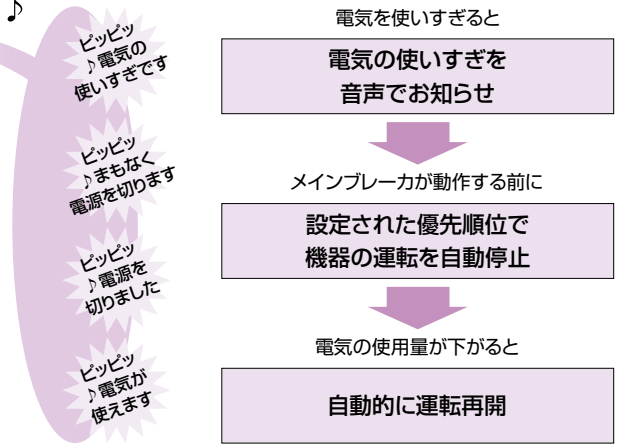 ♪
ピッピッ
♪電気の
使いすぎです
ピッピッ
♪まもなく
電源を切ります
ピッピッ
♪電源を
切りました
ピッピッ
♪電気が
使えます
電気を使いすぎると
電気の使いすぎを
音声でお知らせ
メインブレーカが動作する前に
設定された優先順位で
機器の運転を自動停止
電気の使用量が下がると
自動的に運転再開